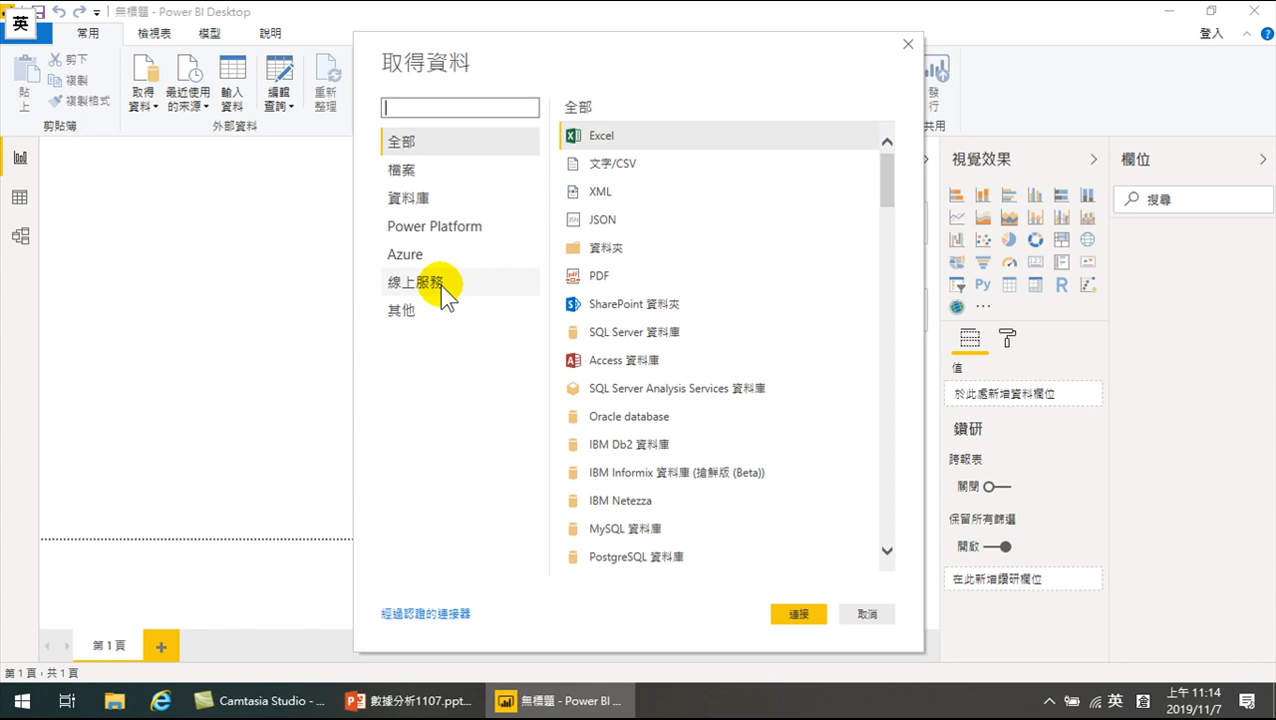 英
無標題 - Power BI Desktop
常用
檢視表
模型
說明
登入
貼上
剪下
複製
複製格式
剪貼簿
取得資料
最近使用的來源
輸入資料
編輯查詢
重新整理
外部資料
發行
共用
取得資料
全部
檔案
資料庫
Power Platform
Azure
線上服務
其他
全部
Excel
文字/CSV
XML
JSON
資料夾
PDF
SharePoint 資料夾
SQL Server 資料庫
Access 資料庫
SQL Server Analysis Services 資料庫
Oracle database
IBM Db2 資料庫
IBM Informix 資料庫 (搶鮮版 (Beta))
IBM Netezza
MySQL 資料庫
PostgreSQL 資料庫
經過認證的連接器
連接
取消
視覺效果
Py
R
值
於此處新增資料欄位
鑽研
跨報表
關閉
保留所有篩選
開啟
在此新增鑽研欄位
欄位
搜尋
第 1 頁
第 1 頁，共 1 頁
Camtasia Studio - ...
數據分析1107.ppt...
無標題 - Power BI ...
英
上午 11:14
2019/11/7